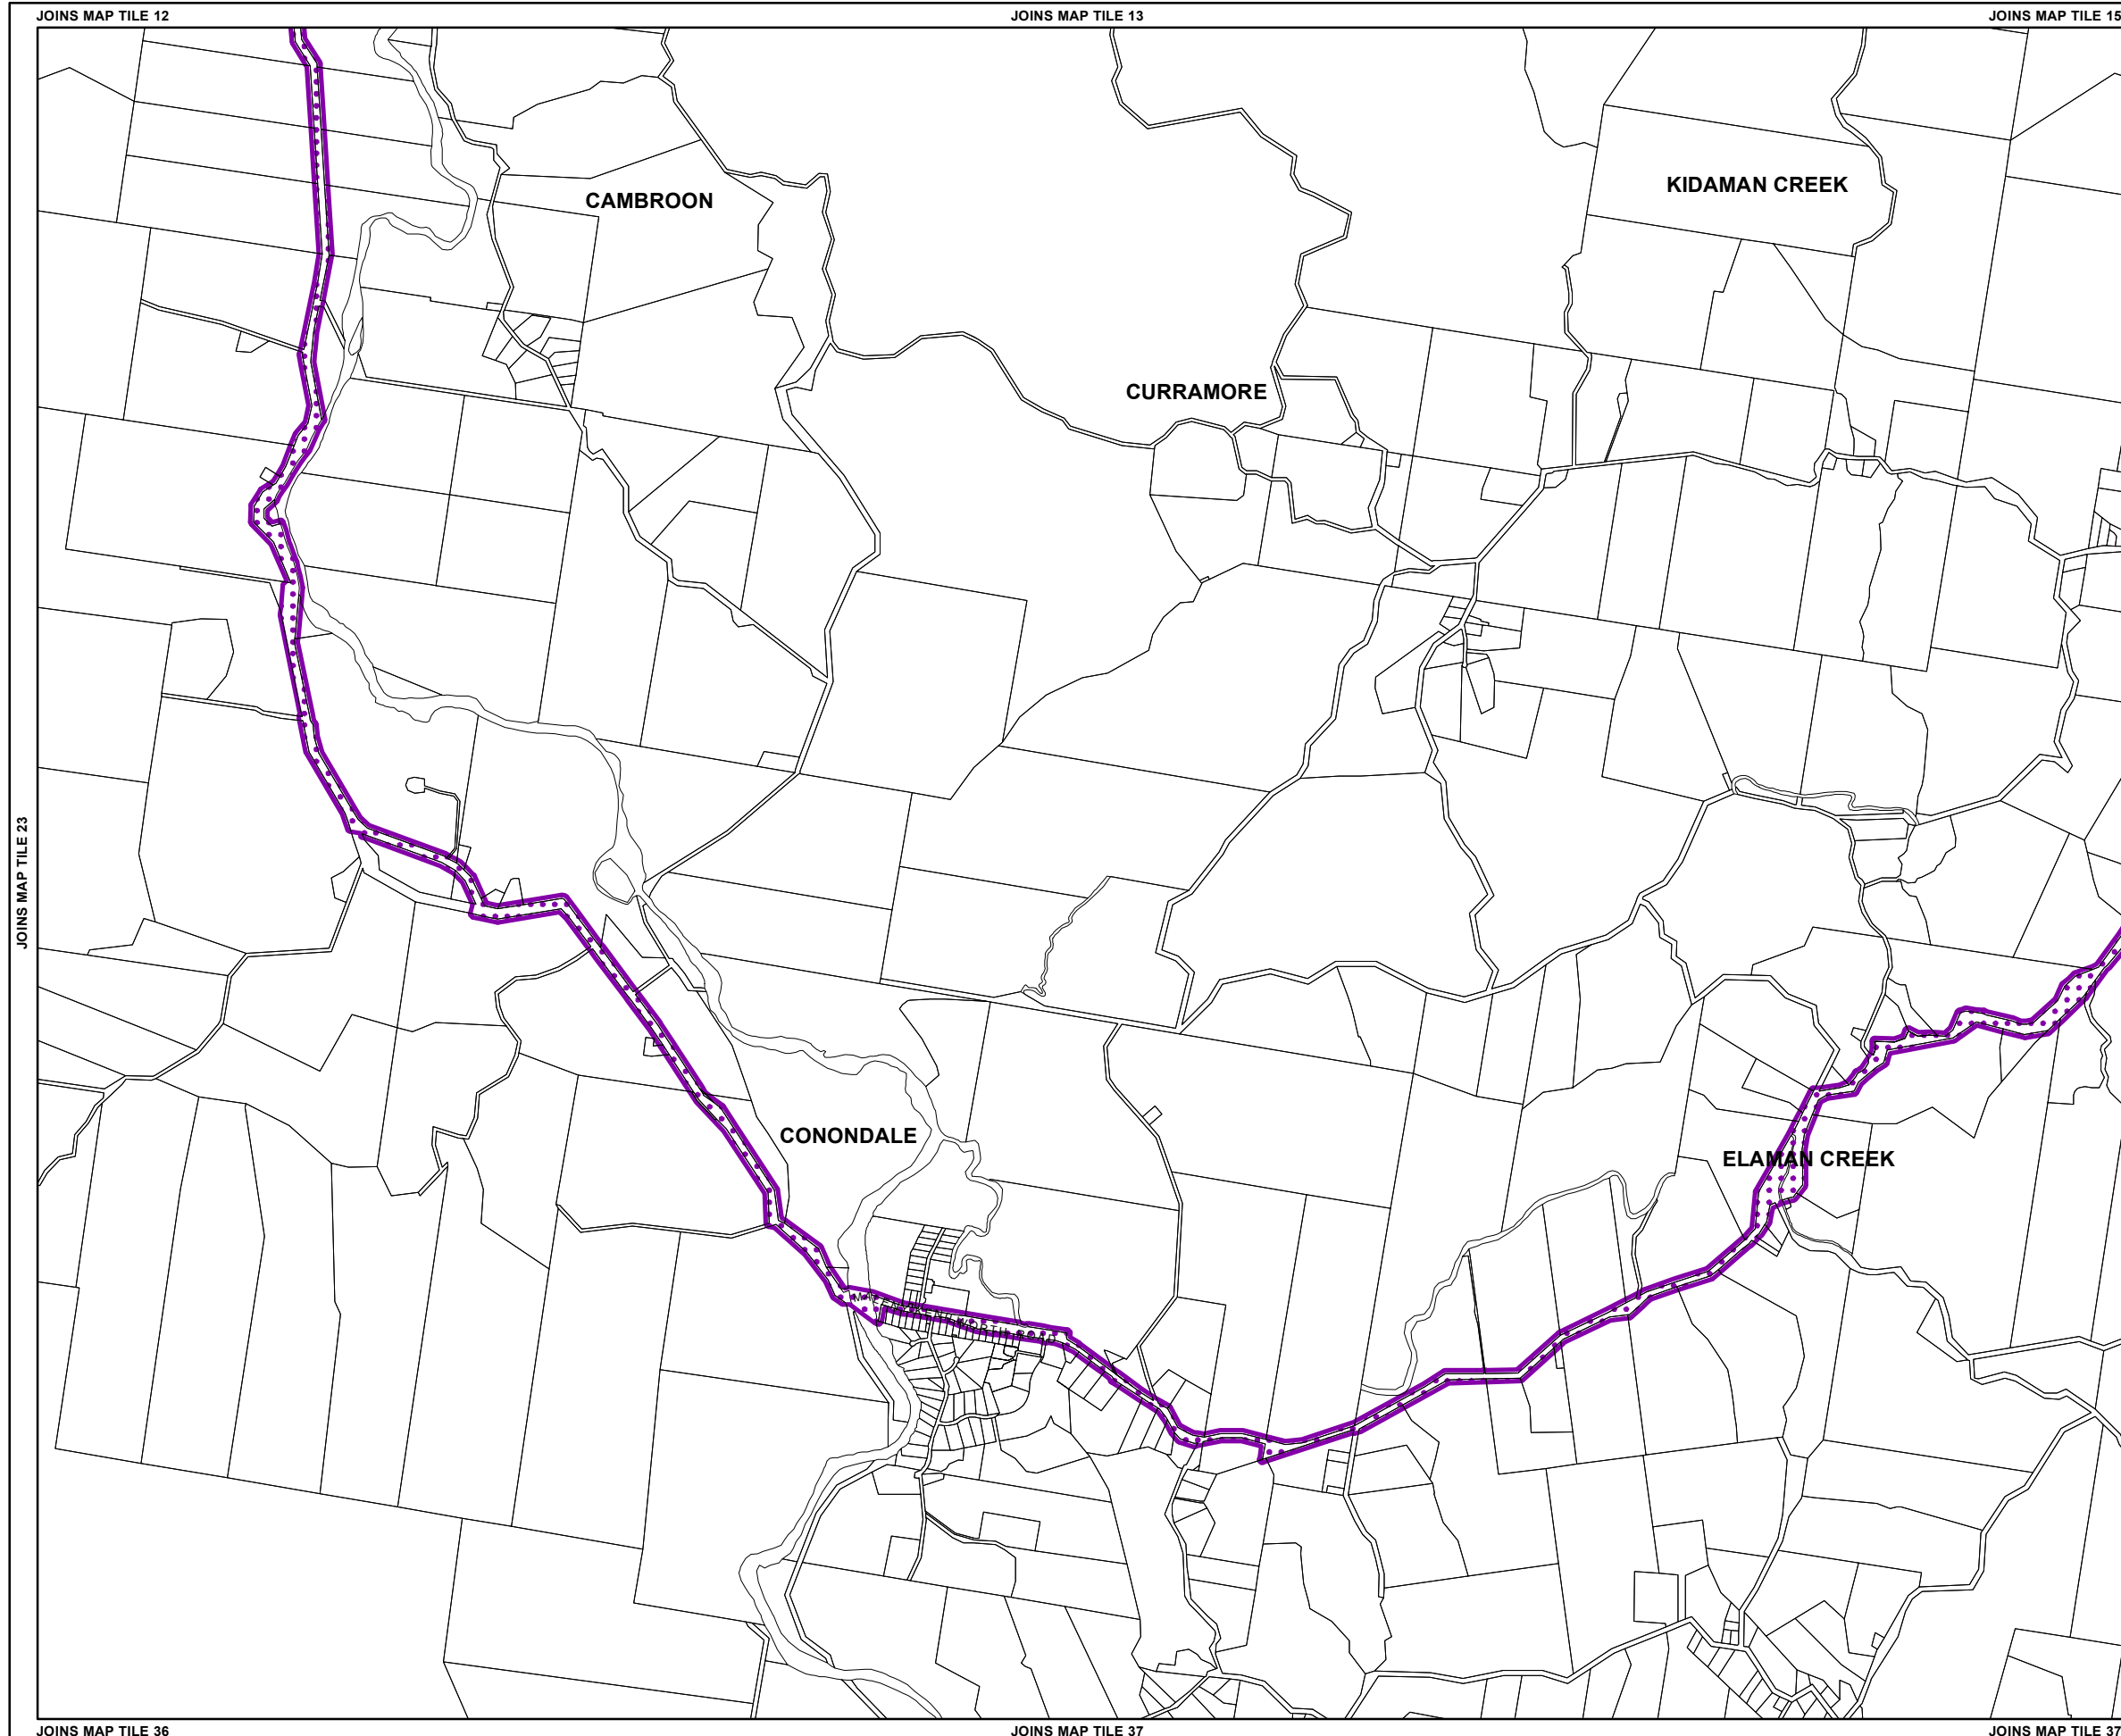 JOINS MAP TILE 12
JOINS MAP TILE 13
JOINS MAP TILE 15
KIDAMAN CREEK
CAMBROON
CURRAMORE
JOINS MAP TILE 23
CONONDALE
ELAMAN CREEK
ROAD
JOINS MAP TILE 36
JOINS MAP TILE 37
JOINS MAP TILE 37